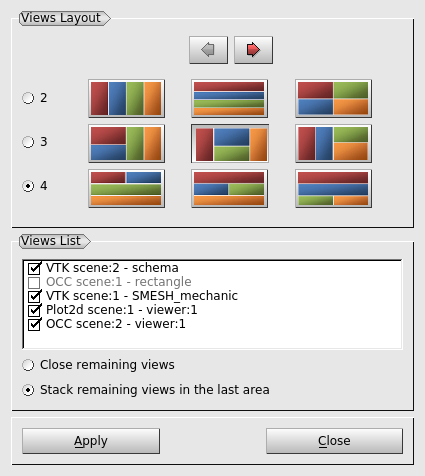 Views Layout
2
3
4
Views List
VTK scene:2 - schema
OCC scene:1 - rectangle
VTK scene:1 - SMESH_mechanic
Plot2d scene:1 - viewer:1
OCC scene:2 - viewer:1
Close remaining views
Stack remaining views in the last area
Apply Close